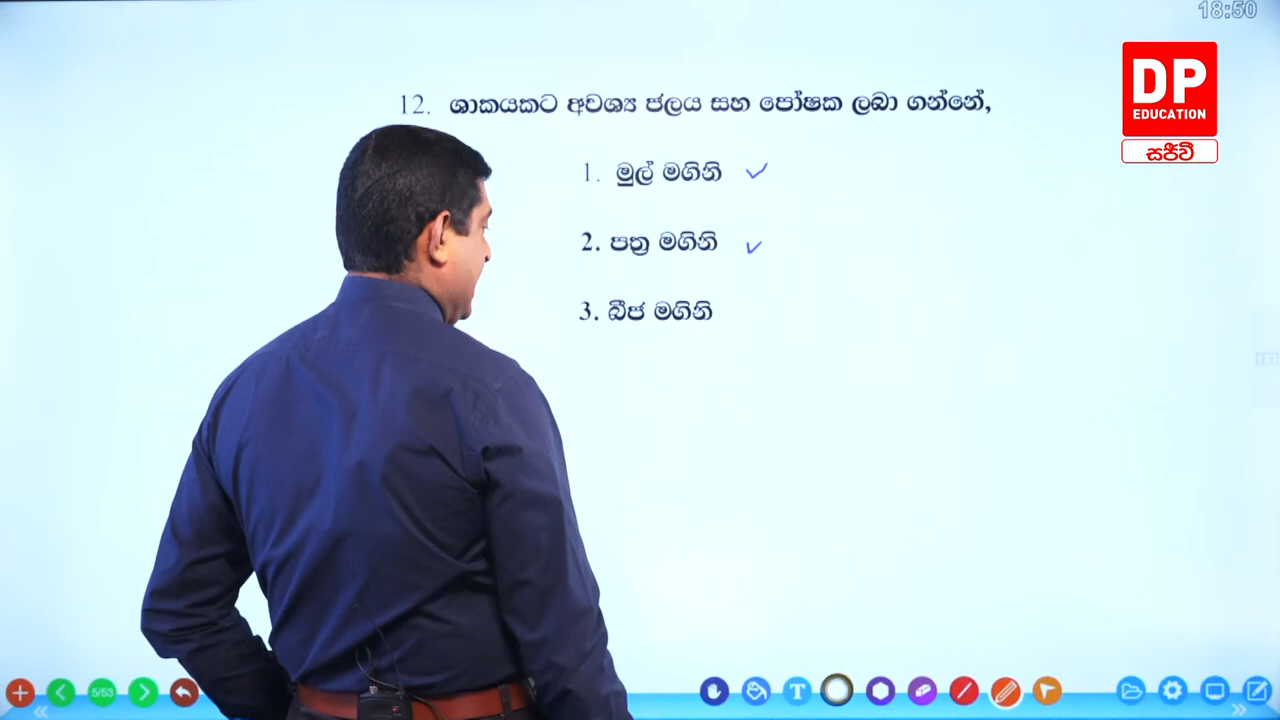 18:50
DP
EDUCATION
සජීවී
12. ශාකයකට අවශ්‍ය ජලය සහ පෝෂක ලබා ගන්නේ,
1. මුල් මගිනි
2. පත්‍ර මගිනි
3. බීජ මගිනි
5/53
T